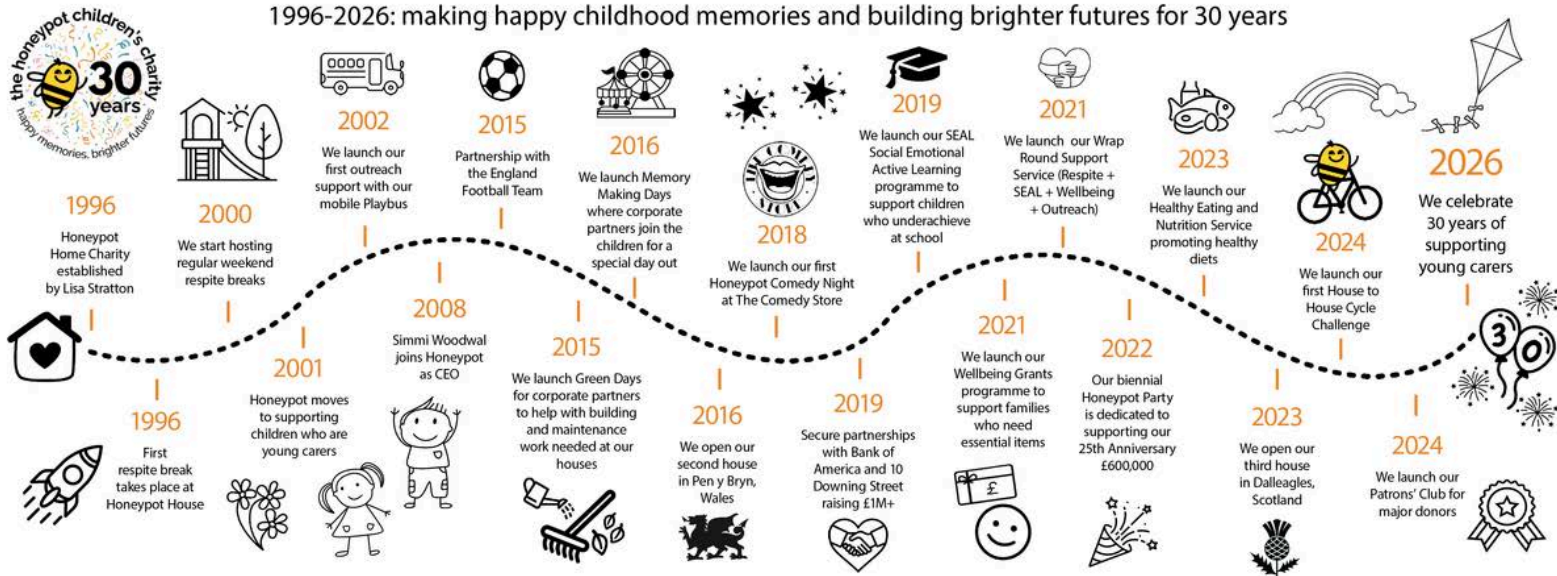 1996-2026: making happy childhood memories and building brighter futures for 30 years
the honeypot children's charity
30
years
happy memories, brighter futures
1996
Honeypot
Home Charity
established
by Lisa Stratton
1996
First
respite break
takes place at
Honeypot House
2000
We start hosting
regular weekend
respite breaks
2001
Honeypot moves
to supporting
children who are
young carers
2002
We launch our
first outreach
support with our
mobile Playbus
2008
Simmi Woodwal
joins Honeypot
as CEO
2015
Partnership with
the England
Football Team
2015
We launch Green Days
for corporate partners
to help with building
and maintenance
work needed at our
houses
2016
We launch Memory
Making Days
where corporate
partners join the
children for a
special day out
2016
We open our
second house
in Pen y Bryn,
Wales
THE COMEDY
STORE
2018
We launch our first
Honeypot Comedy Night
at The Comedy Store
2019
We launch our SEAL
Social Emotional
Active Learning
programme to
support children
who underachieve
at school
2019
Secure partnerships
with Bank of
America and 10
Downing Street
raising £1M+
2021
We launch our Wrap
Round Support
Service (Respite +
SEAL + Wellbeing
+ Outreach)
2021
We launch our
Wellbeing Grants
programme to
support families
who need
essential items
£
2022
Our biennial
Honeypot Party
is dedicated to
supporting our
25th Anniversary
£600,000
2023
We launch our
Healthy Eating and
Nutrition Service
promoting healthy
diets
2023
We open our
third house
in Dalleagles,
Scotland
2024
We launch our
first House to
House Cycle
Challenge
2024
We launch our
Patrons' Club for
major donors
2026
We celebrate
30 years of
supporting
young carers
30